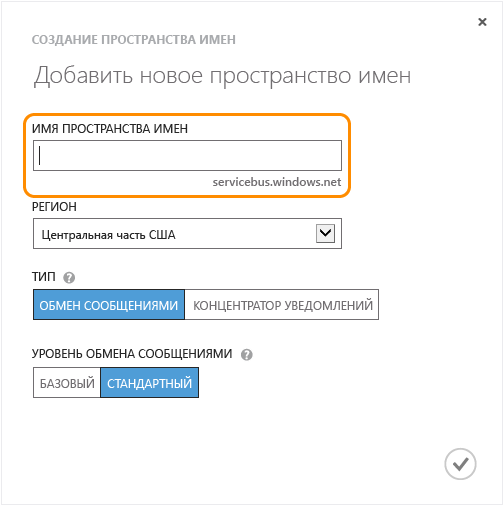 СОЗДАНИЕ ПРОСТРАНСТВА ИМЕН
Добавить новое пространство имен
ИМЯ ПРОСТРАНСТВА ИМЕН
servicebus.windows.net
РЕГИОН
Центральная часть США
ТИП ?
ОБМЕН СООБЩЕНИЯМИ КОНЦЕНТРАТОР УВЕДОМЛЕНИЙ
УРОВЕНЬ ОБМЕНА СООБЩЕНИЯМИ ?
БАЗОВЫЙ СТАНДАРТНЫЙ